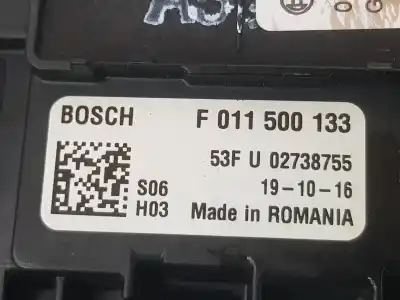 BOSCH F 011 500 133
53F U 02738755
S06 19-10-16
H03 Made in ROMANIA